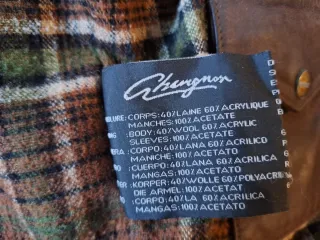 Chevignon
LURE: CORPS: 40% LAINE 60% ACRYLIQUE
MANCHES: 100% ACETATE
BODY: 40% WOOL 60% ACRYLIC
SLEEVES: 100% ACETATE
CORPO: 40% LANA 60% ACRILICO
MANICHE: 100% ACETATO
CUERPO: 40% LANA 60% ACRILICA
MANGAS: 100% ACETATO
KORPER: 40% WOLLE 60% POLYACR
DIE ARMEL: 100% ACETAT
CORPO: 40% LA 60% ACRILICA
MANGAS: 100% ACETATO